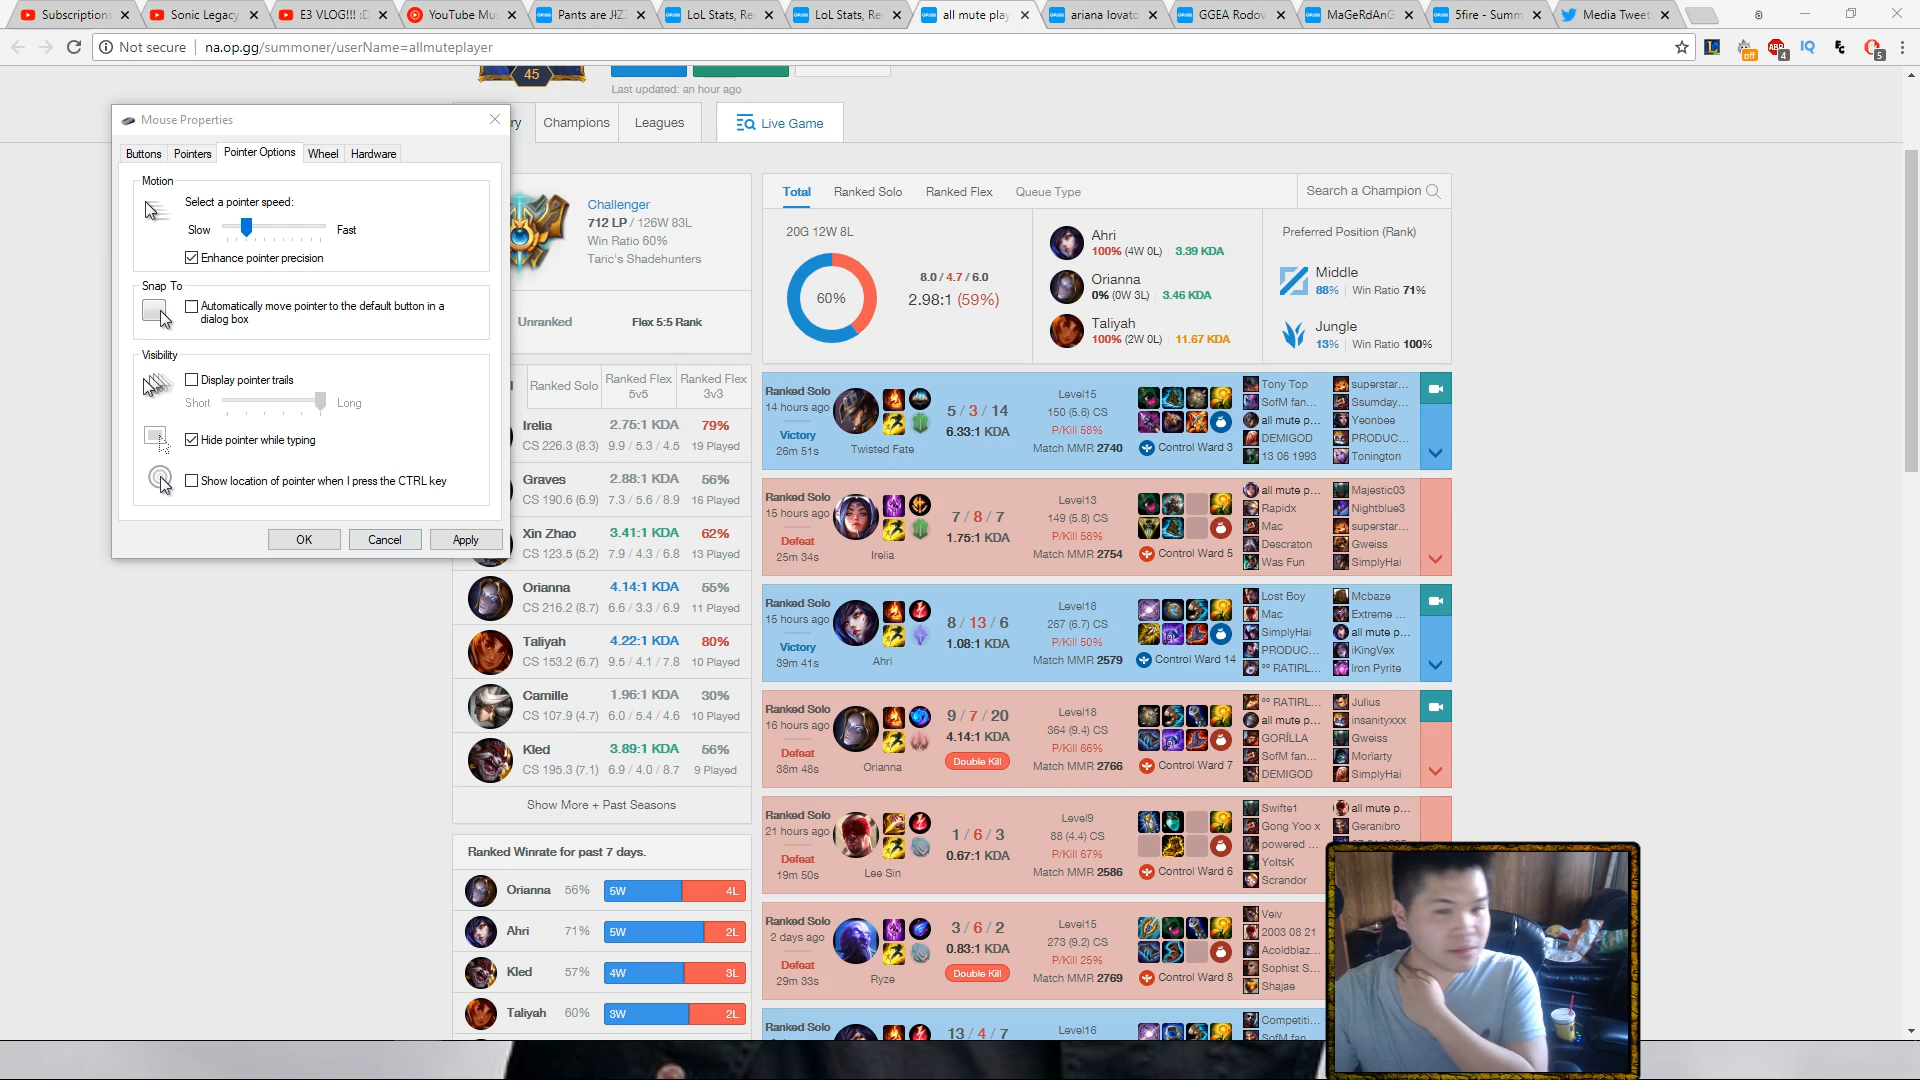 Subscription:
Sonic Legacy
E3 VLOG!!! :D
YouTube Mus
Pants are
LoL Stats, Re
LoL Stats, Re
all mute play
ariana lovato
GGEA Rodov
MaGeRdAnG
5fire - Summ
Media Tweet
Not secure
na.op.gg/summoner/userName=allmuteplayer
45
Last updated: an hour ago
ry
Champions
Leagues
Live Game
Mouse Properties
Buttons
Pointers
Pointer Options
Wheel
Hardware
Motion
Select a pointer speed:
Slow
Fast
Enhance pointer precision
Snap To
Automatically move pointer to the default button in a
dialog box
Visibility
Display pointer trails
Short
Long
Hide pointer while typing
Show location of pointer when I press the CTRL key
OK
Cancel
Apply
Challenger
712 LP / 126W 83L
Win Ratio 60%
Taric's Shadehunters
Unranked
Flex 5:5 Rank
Ranked Solo
Ranked Flex
5v5
Ranked Flex
3v3
Irelia 2.75:1 KDA 79%
CS 226.3 (8.3) 9.9 / 5.3 / 4.5 19 Played
Graves 2.88:1 KDA 56%
CS 190.6 (6.9) 7.3 / 5.6 / 8.9 16 Played
Xin Zhao 3.41:1 KDA 62%
CS 123.5 (5.2) 7.9 / 4.3 / 6.8 13 Played
Orianna 4.14:1 KDA 55%
CS 216.2 (8.7) 6.6 / 3.3 / 6.9 11 Played
Taliyah 4.22:1 KDA 80%
CS 153.2 (6.7) 9.5 / 4.1 / 7.8 10 Played
Camille 1.96:1 KDA 30%
CS 107.9 (4.7) 6.0 / 5.4 / 4.6 10 Played
Kled 3.89:1 KDA 56%
CS 195.3 (7.1) 6.9 / 4.0 / 8.7 9 Played
Show More + Past Seasons
Ranked Winrate for past 7 days.
Orianna 56% 5W 4L
Ahri 71% 5W 2L
Kled 57% 4W 3L
Taliyah 60% 3W 2L
Total
Ranked Solo
Ranked Flex
Queue Type
Search a Champion
20G 12W 8L
60%
8.0 / 4.7 / 6.0
2.98:1 (59%)
Ahri
100% (4W 0L) 3.39 KDA
Orianna
0% (0W 3L) 3.46 KDA
Taliyah
100% (2W 0L) 11.67 KDA
Preferred Position (Rank)
Middle
88% Win Ratio 71%
Jungle
13% Win Ratio 100%
Ranked Solo
14 hours ago
Victory
26m 51s
Twisted Fate
5 / 3 / 14
6.33:1 KDA
Level15
150 (5.6) CS
P/Kill 58%
Match MMR 2740
Control Ward 3
Tony Top
SofM fan...
all mute p...
DEMIGOD
13 06 1993
superstar...
Ssumday...
Yeonbee
PRODUC...
Tonington
Ranked Solo
15 hours ago
Defeat
25m 34s
Irelia
7 / 8 / 7
1.75:1 KDA
Level13
149 (5.8) CS
P/Kill 58%
Match MMR 2754
Control Ward 5
all mute p...
Rapidx
Mac
Descraton
Was Fun
Majestic03
Nightblue3
superstar...
Gweiss
SimplyHai
Ranked Solo
15 hours ago
Victory
39m 41s
Ahri
8 / 13 / 6
1.08:1 KDA
Level18
267 (6.7) CS
P/Kill 50%
Match MMR 2579
Control Ward 14
Lost Boy
Mac
SimplyHai
PRODUC...
ºº RATIRL...
Mcbaze
Extreme ...
all mute p...
iKingVex
Iron Pyrite
Ranked Solo
16 hours ago
Defeat
38m 48s
Orianna
9 / 7 / 20
4.14:1 KDA
Double Kill
Level18
364 (9.4) CS
P/Kill 66%
Match MMR 2766
Control Ward 7
ºº RATIRL...
all mute p...
GORÍLLA
SofM fan...
DEMIGOD
Julius
insanityxxx
Gweiss
Moríarty
SimplyHai
Ranked Solo
21 hours ago
Defeat
19m 50s
Lee Sin
1 / 6 / 3
0.67:1 KDA
Level9
88 (4.4) CS
P/Kill 67%
Match MMR 2586
Control Ward 6
Swifte1
Gong Yoo x
powered ...
YoItsK
Scrandor
all mute p...
Geranibro
Ranked Solo
2 days ago
Defeat
29m 33s
Ryze
3 / 6 / 2
0.83:1 KDA
Double Kill
Level15
273 (9.2) CS
P/Kill 25%
Match MMR 2769
Control Ward 8
Veiv
2003 08 21
Acoldblaz...
Sophist S...
Shajae
Ranked Solo
13 / 4 / 7
Level16
Competiti...
SofM fan